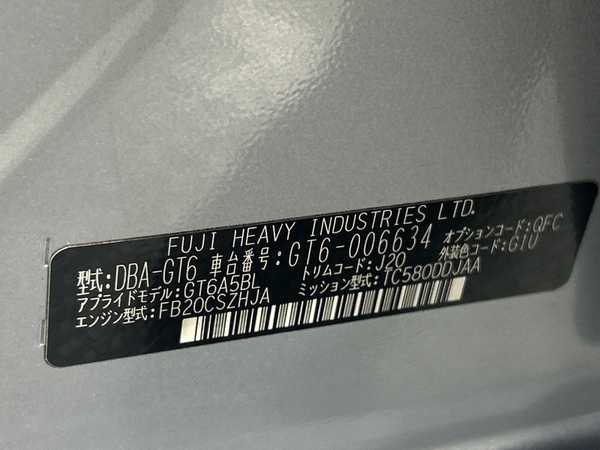 FUJI HEAVY INDUSTRIES LTD.
型式:DBA-GT6 車台番号:GT6-006634 オプションコード:QFC
アプライドモデル:GT6A5BL トリムコード:J20 外装色コード:G1U
エンジン型式:FB20CSZHJA ミッション型式:TC580DDJAA